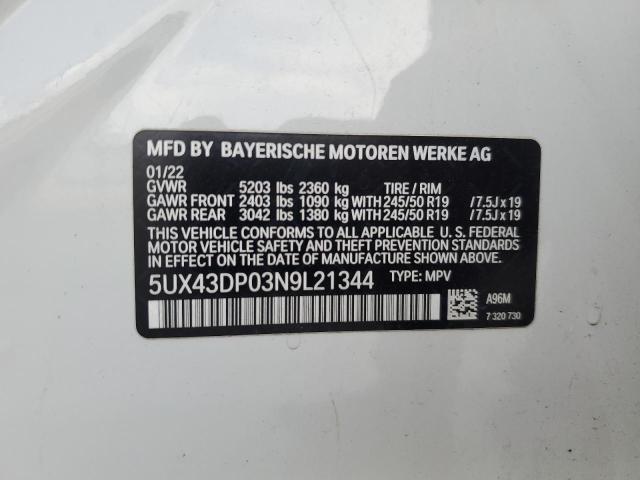 MFD BY BAYERISCHE MOTOREN WERKE AG
01/22
GVWR 5203 lbs 2360 kg TIRE / RIM
GAWR FRONT 2403 lbs 1090 kg WITH 245/50 R19 / 7.5J x 19
GAWR REAR 3042 lbs 1380 kg WITH 245/50 R19 / 7.5J x 19
THIS VEHICLE CONFORMS TO ALL APPLICABLE U. S. FEDERAL
MOTOR VEHICLE SAFETY AND THEFT PREVENTION STANDARDS
IN EFFECT ON THE DATE OF MANUFACTURE SHOWN ABOVE.
5UX43DP03N9L21344 TYPE: MPV
A96M
7 320 730